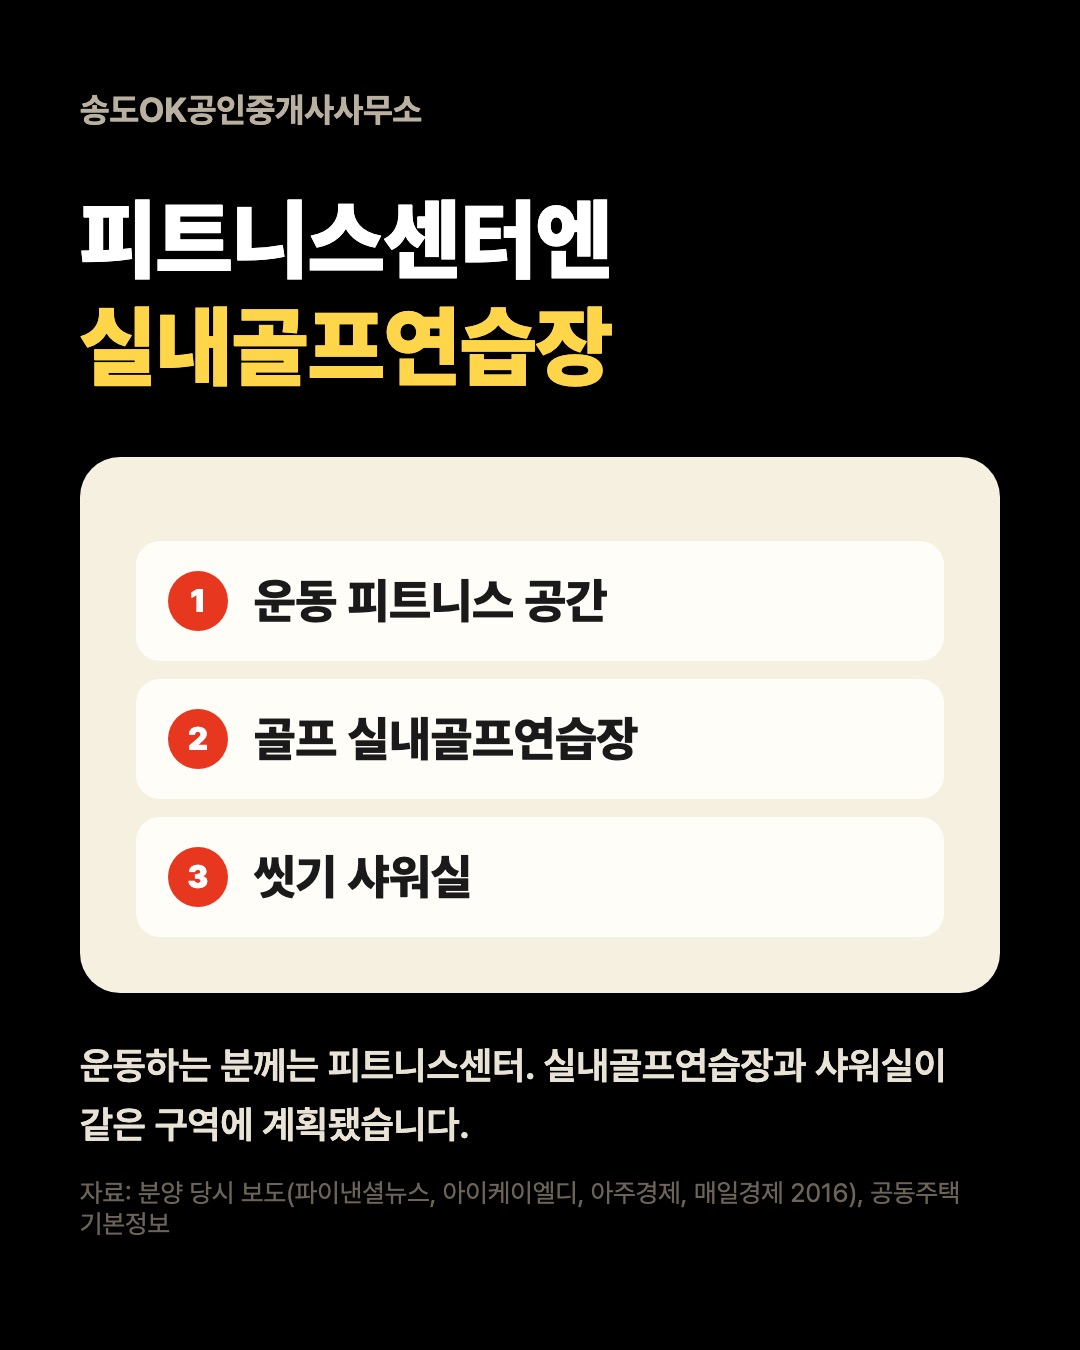 송도OK공인중개사사무소
피트니스센터엔
실내골프연습장
1 운동 피트니스 공간
2 골프 실내골프연습장
3 씻기 샤워실
운동하는 분께는 피트니스센터. 실내골프연습장과 샤워실이
같은 구역에 계획됐습니다.
자료: 분양 당시 보도(파이낸셜뉴스, 아이케이엘디, 아주경제, 매일경제 2016), 공동주택
기본정보